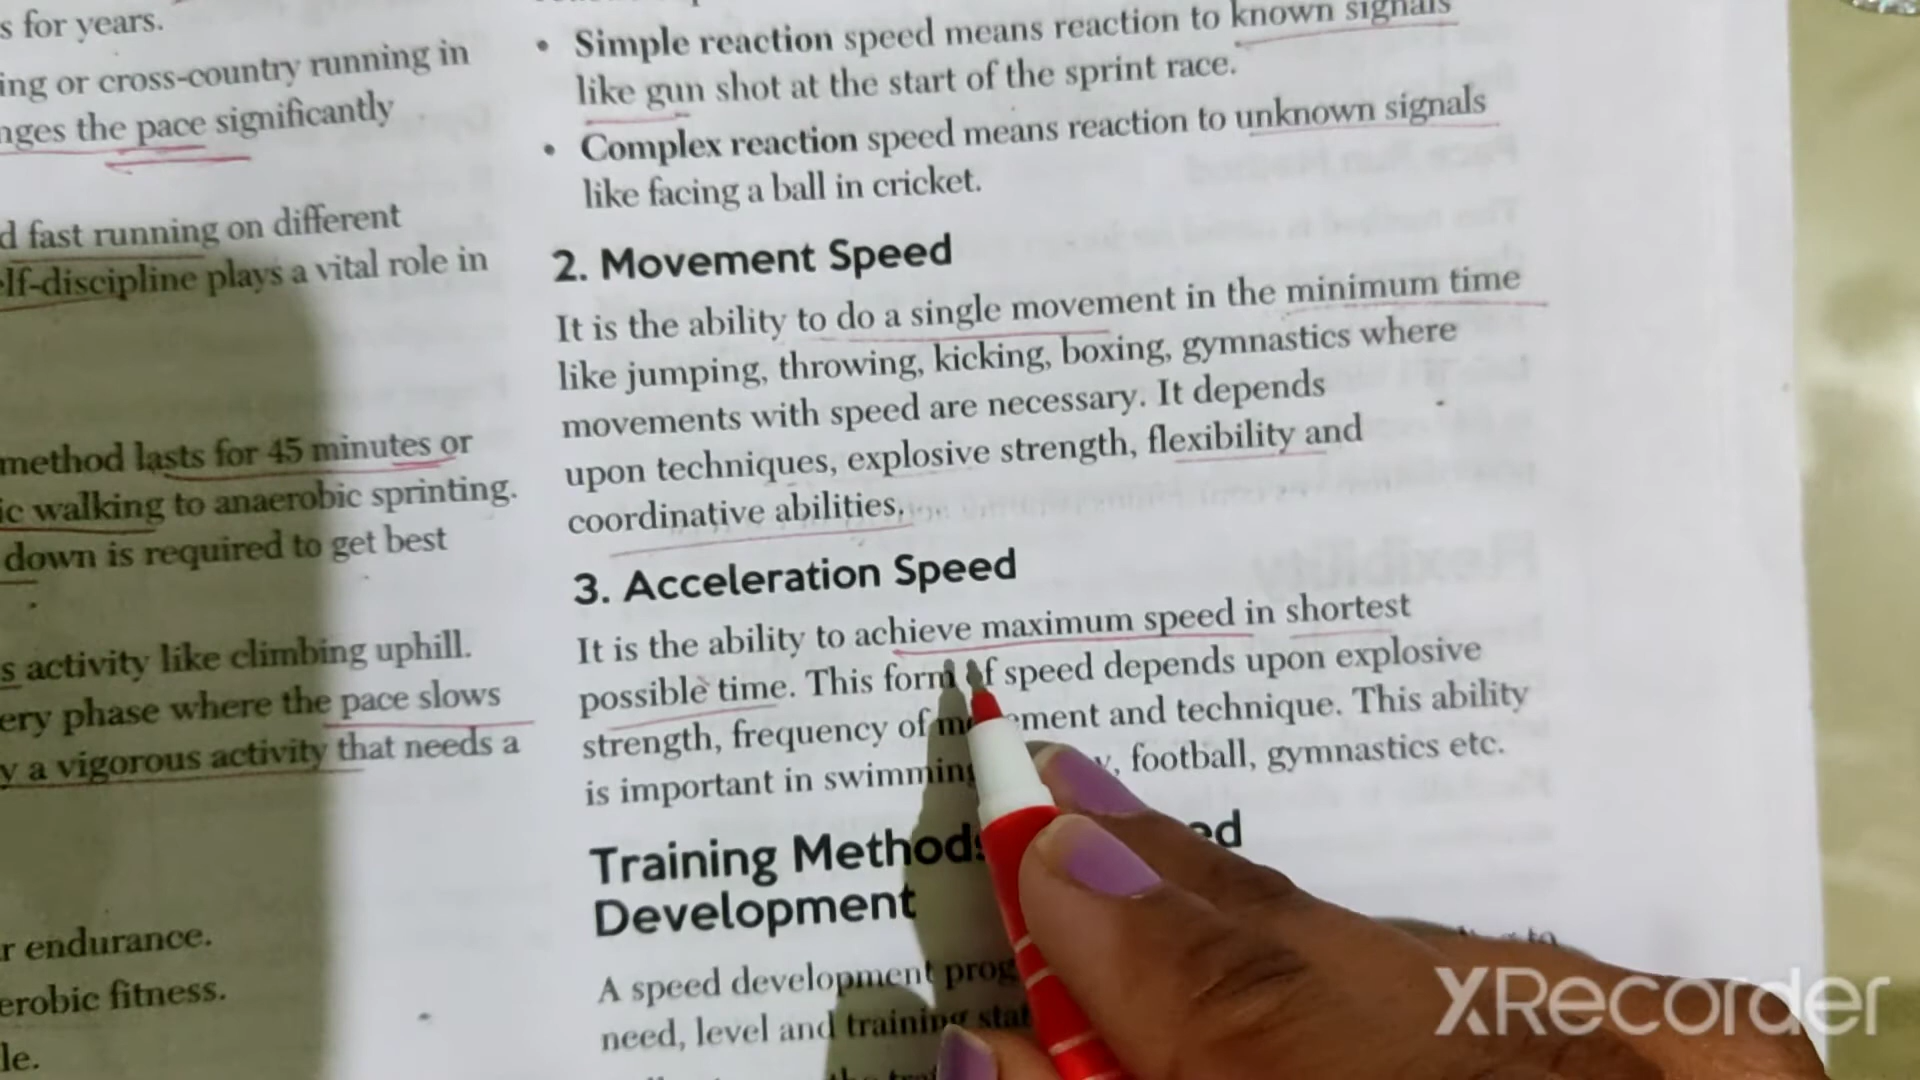 s for years.
ing or cross-country running in
nges the pace significantly
d fast running on different
elf-discipline plays a vital role in
method lasts for 45 minutes or
ic walking to anaerobic sprinting.
down is required to get best
s activity like climbing uphill.
ery phase where the pace slows
y a vigorous activity that needs a
r endurance.
erobic fitness.
le.
• Simple reaction speed means reaction to known signals
like gun shot at the start of the sprint race.
• Complex reaction speed means reaction to unknown signals
like facing a ball in cricket.
2. Movement Speed
It is the ability to do a single movement in the minimum time
like jumping, throwing, kicking, boxing, gymnastics where
movements with speed are necessary. It depends
upon techniques, explosive strength, flexibility and
coordinative abilities.
3. Acceleration Speed
It is the ability to achieve maximum speed in shortest
possible time. This form of speed depends upon explosive
strength, frequency of movement and technique. This ability
is important in swimming, football, gymnastics etc.
Training Methods
Development
A speed development prog
need, level and training stat
XRecorder